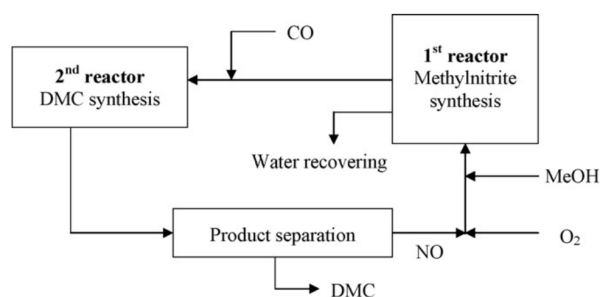 CO
1st reactor
Methylnitrite
synthesis
2nd reactor
DMC synthesis
Water recovering
MeOH
Product separation
NO
O2
DMC